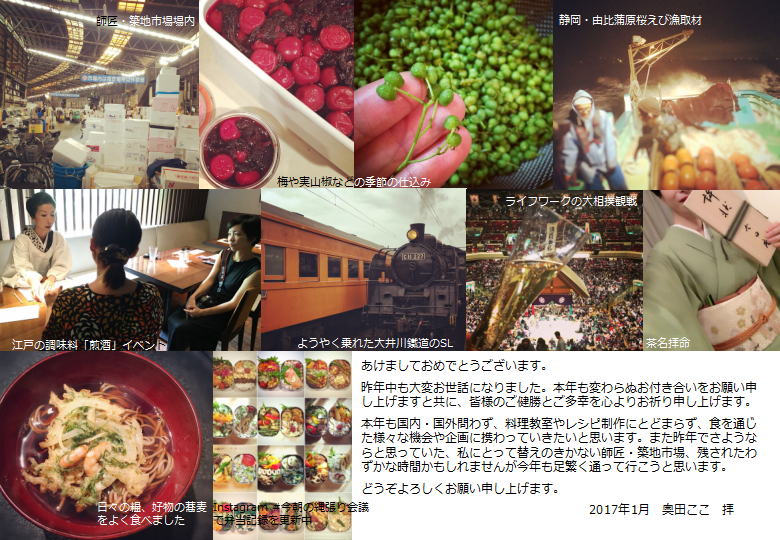 師匠・築地市場場内
静岡・由比蒲原桜えび漁取材
梅や実山椒などの季節の仕込み
ライフワークの大相撲観戦
江戸の調味料「煎酒」イベント
ようやく乗れた大井川鐵道のSL
C11 227
茶名拝命
日々の糧、好物の蕎麦
をよく食べました
Instagram #今朝の縄張り会議
で弁当記録を更新中
あけましておめでとうございます。
昨年中も大変お世話になりました。本年も変わらぬお付き合いをお願い申
し上げますと共に、皆様のご健勝とご多幸を心よりお祈り申し上げます。
本年も国内・国外問わず、料理教室やレシピ制作にとどまらず、食を通じ
た様々な機会や企画に携わっていきたいと思います。また昨年でさような
らと思っていた、私にとって替えのきかない師匠・築地市場、残されたわ
ずかな時間かもしれませんが今年も足繁く通って行こうと思います。
どうぞよろしくお願い申し上げます。
2017年1月 奥田ここ 拝